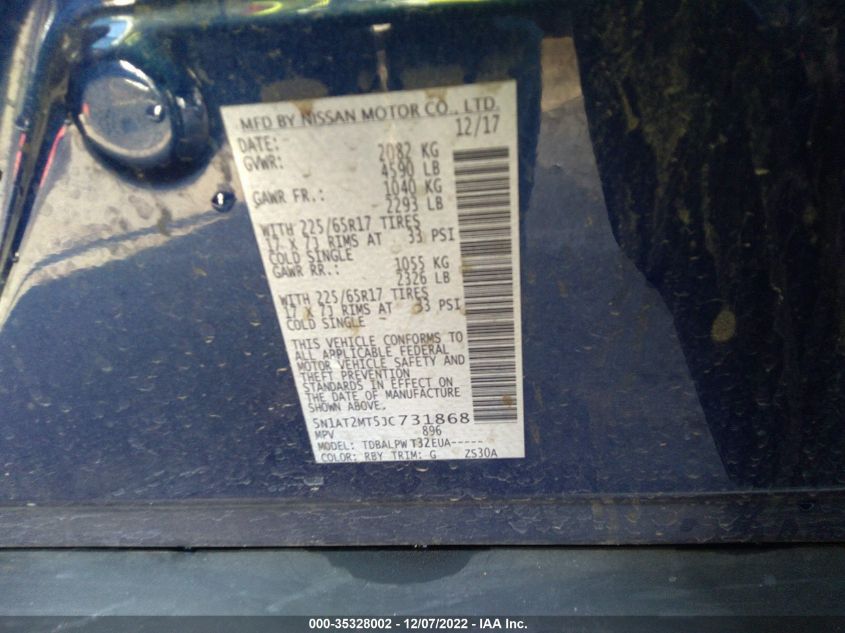 MFD BY NISSAN MOTOR CO., LTD.
DATE: 12/17
GVWR: 2082 KG
4590 LB
GAWR FR.: 1040 KG
2293 LB
WITH 225/65R17 TIRES
17 X 7J RIMS AT 33 PSI
COLD SINGLE
GAWR RR.: 1055 KG
2326 LB
WITH 225/65R17 TIRES
17 X 7J RIMS AT 33 PSI
COLD SINGLE
THIS VEHICLE CONFORMS TO
ALL APPLICABLE FEDERAL
MOTOR VEHICLE SAFETY AND
THEFT PREVENTION
STANDARDS IN EFFECT ON
THE DATE OF MANUFACTURE
SHOWN ABOVE.
5N1AT2MT5JC731868
MPV 896
MODEL: TDBALPW T32EUA-----
COLOR: RBY TRIM: G ZS30A
000-35328002 - 12/07/2022 - IAA Inc.